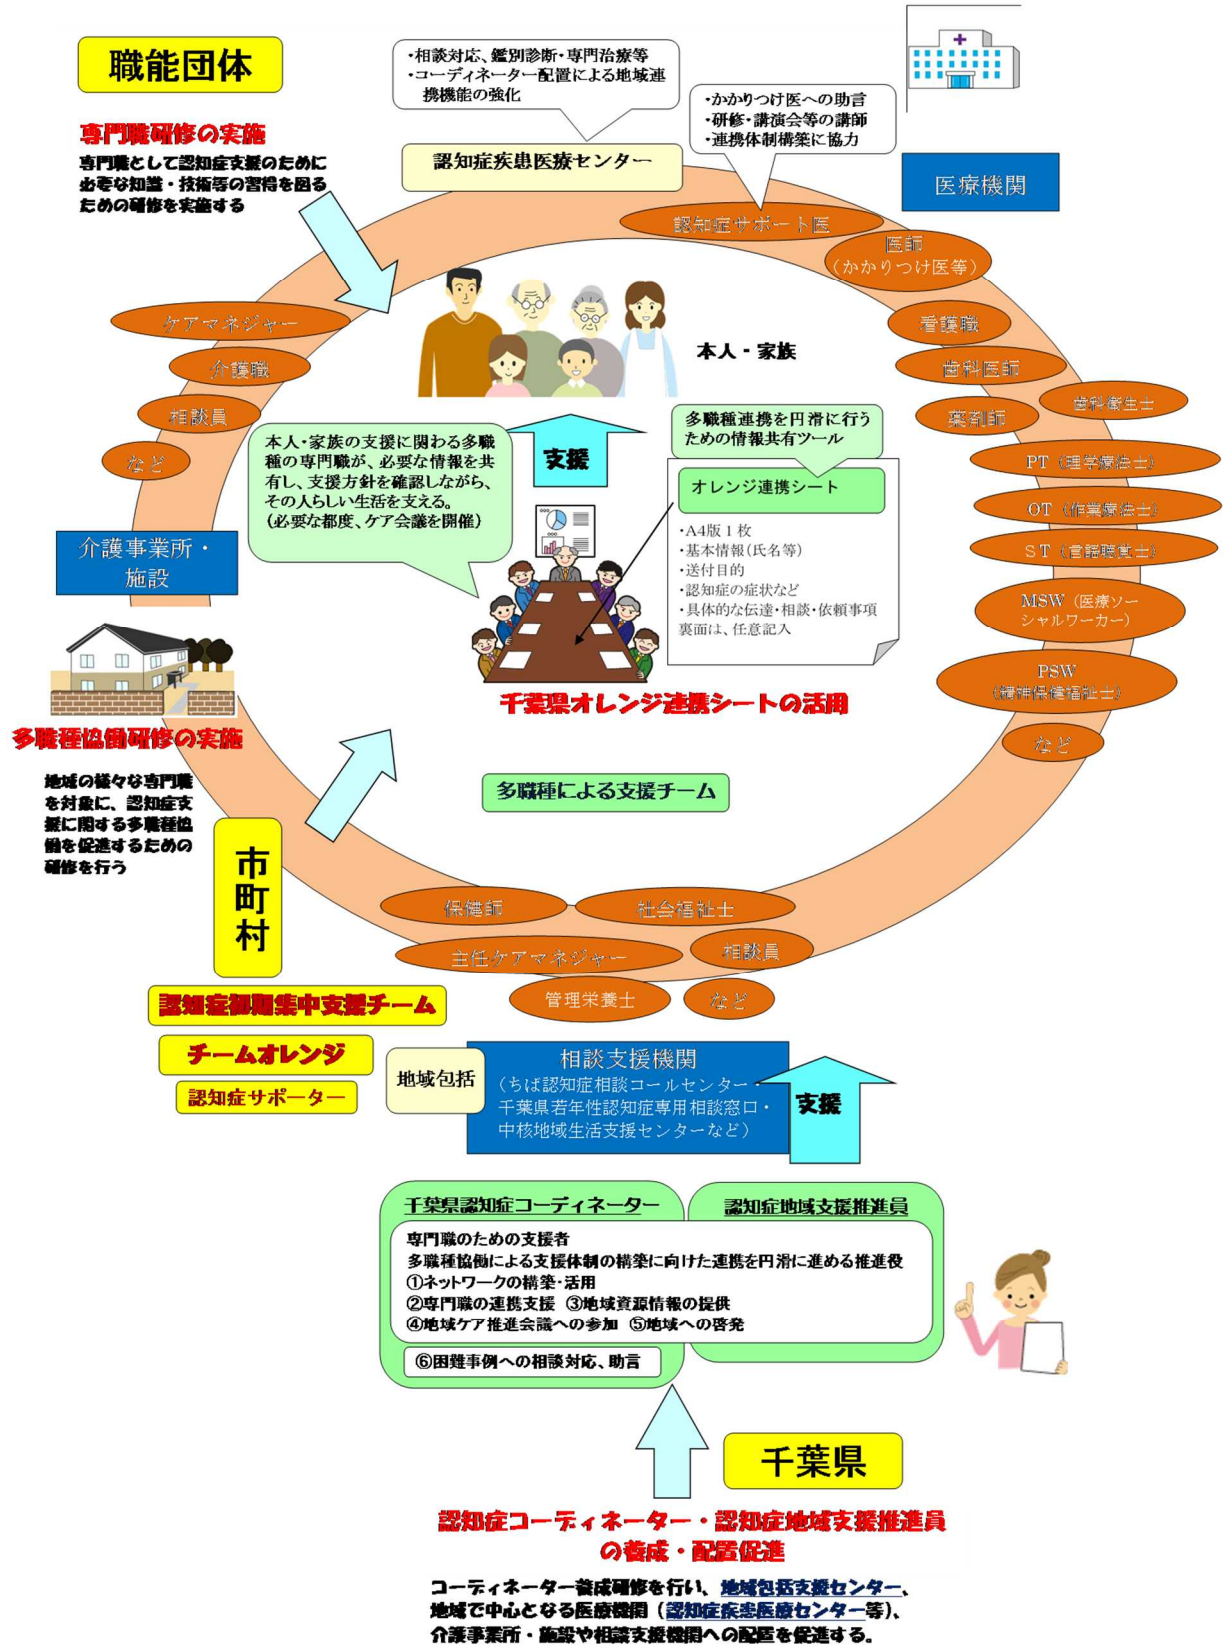 職能団体
専門職研修の実施
専門職として認知症支援のために
必要な知識・技術等の習得を図る
ための研修を実施する
・相談対応、鑑別診断・専門治療等
・コーディネーター配置による地域連
携機能の強化
認知症疾患医療センター
・かかりつけ医への助言
・研修・講演会等の講師
・連携体制構築に協力
医療機関
認知症サポート医
医師
（かかりつけ医等）
看護職
歯科医師
歯科衛生士
薬剤師
PT（理学療法士）
OT（作業療法士）
ST（言語聴覚士）
MSW（医療ソー
シャルワーカー）
PSW
（精神保健福祉士）
など
ケアマネジャー
介護職
相談員
など
介護事業所・
施設
本人・家族
支援
本人・家族の支援に関わる多職
種の専門職が、必要な情報を共
有し、支援方針を確認しながら、
その人らしい生活を支える。
（必要な都度、ケア会議を開催）
多職種連携を円滑に行う
ための情報共有ツール
オレンジ連携シート
・A4版１枚
・基本情報（氏名等）
・送付目的
・認知症の症状など
・具体的な伝達・相談・依頼事項
裏面は、任意記入
千葉県オレンジ連携シートの活用
多職種協働研修の実施
地域の様々な専門職
を対象に、認知症支
援に関する多職種協
働を促進するための
研修を行う
多職種による支援チーム
市町村
保健師
社会福祉士
主任ケアマネジャー
相談員
管理栄養士
など
認知症初期集中支援チーム
チームオレンジ
認知症サポーター
地域包括
相談支援機関
（ちば認知症相談コールセンター・
千葉県若年性認知症専用相談窓口・
中核地域生活支援センターなど）
支援
千葉県認知症コーディネーター
認知症地域支援推進員
専門職のための支援者
多職種協働による支援体制の構築に向けた連携を円滑に進める推進役
①ネットワークの構築・活用
②専門職の連携支援 ③地域資源情報の提供
④地域ケア推進会議への参加 ⑤地域への啓発
⑥困難事例への相談対応、助言
千葉県
認知症コーディネーター・認知症地域支援推進員
の養成・配置促進
コーディネーター養成研修を行い、地域包括支援センター、
地域で中心となる医療機関（認知症疾患医療センター等）、
介護事業所・施設や相談支援機関への配置を促進する。